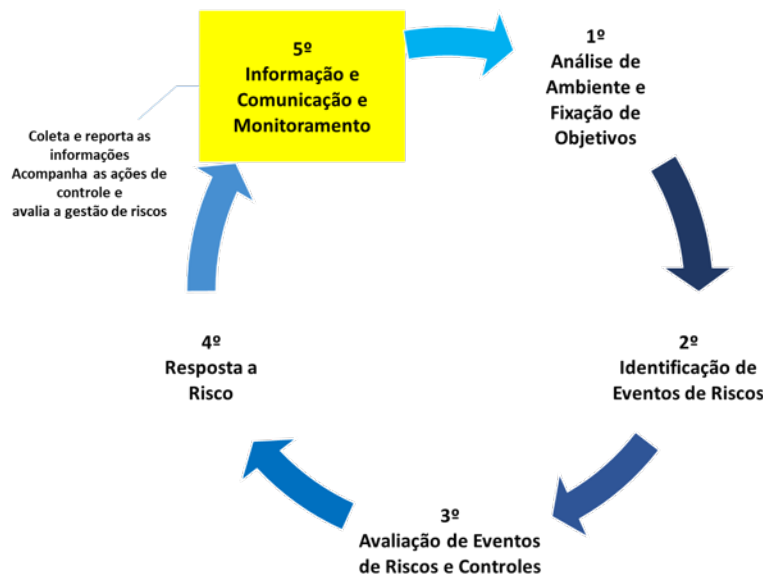 5º
Informação e
Comunicação e
Monitoramento
1º
Análise de
Ambiente e
Fixação de
Objetivos
Coleta e reporta as
informações
Acompanha as ações de
controle e
avalia a gestão de riscos
4º
Resposta a
Risco
2º
Identificação de
Eventos de Riscos
3º
Avaliação de Eventos
de Riscos e Controles